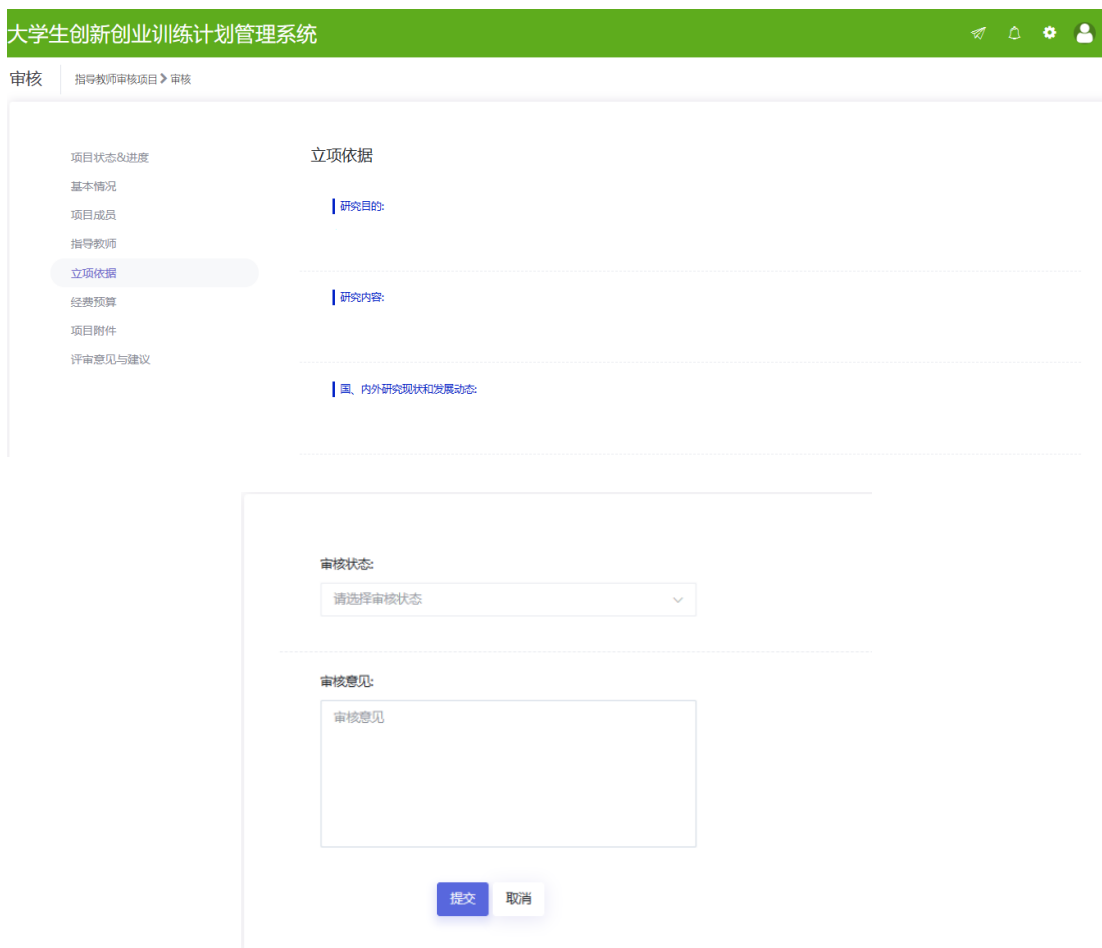 大学生创新创业训练计划管理系统
审核 指导教师审核项目 审核
项目状态&进度
基本情况
项目成员
指导教师
立项依据
经费预算
项目附件
评审意见与建议
立项依据
研究目的:
研究内容:
国、内外研究现状和发展动态:
审核状态:
请选择审核状态
审核意见:
审核意见
提交 取消